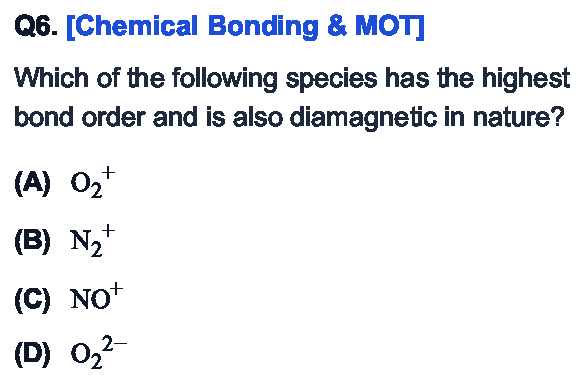 Q6. [Chemical Bonding & MOT]
Which of the following species has the highest
bond order and is also diamagnetic in nature?
(A) O₂⁺
(B) N₂⁺
(C) NO⁺
(D) O₂²⁻